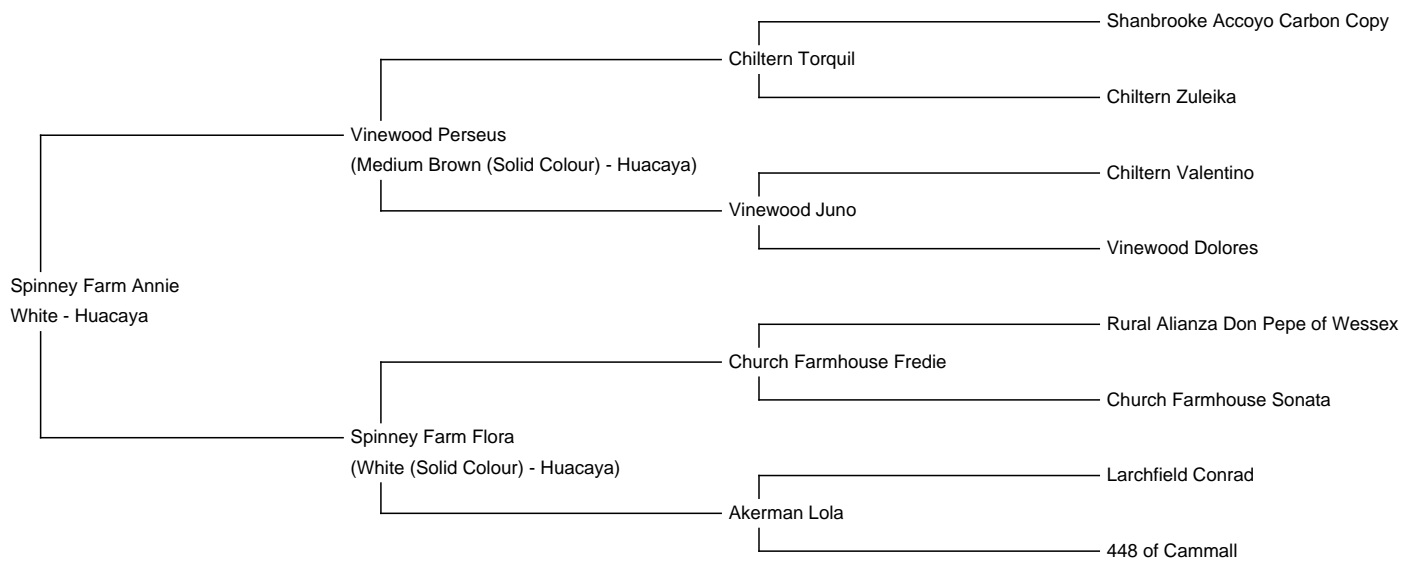 Shanbrooke Accoyo Carbon Copy
Chiltern Torquil
Chiltern Zuleika
Vinewood Perseus
(Medium Brown (Solid Colour) - Huacaya)
Chiltern Valentino
Vinewood Juno
Vinewood Dolores
Spinney Farm Annie
White - Huacaya
Rural Alianza Don Pepe of Wessex
Church Farmhouse Fredie
Church Farmhouse Sonata
Spinney Farm Flora
(White (Solid Colour) - Huacaya)
Larchfield Conrad
Akerman Lola
448 of Cammall